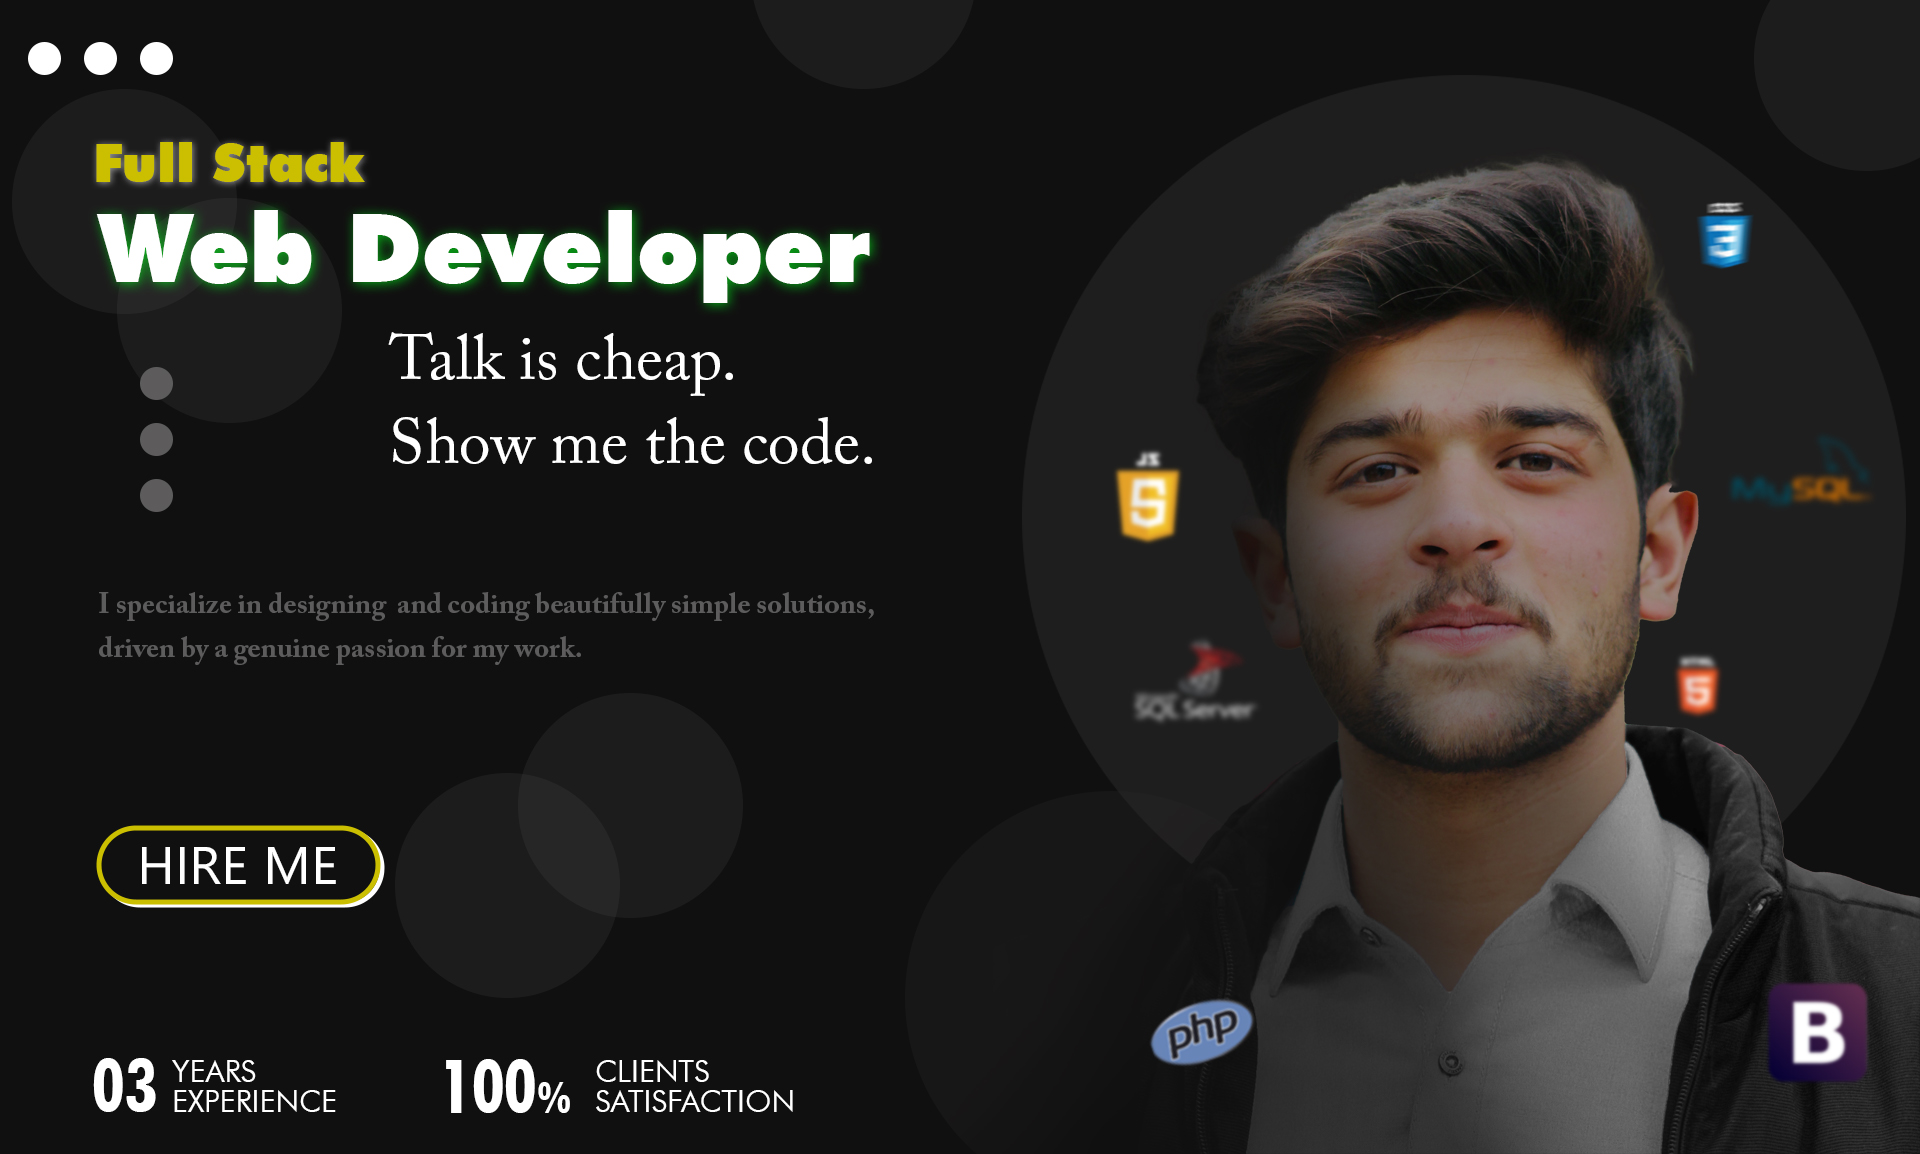 Full Stack
Web Developer
Talk is cheap.
Show me the code.
I specialize in designing and coding beautifully simple solutions,
driven by a genuine passion for my work.
HIRE ME
03 YEARS
EXPERIENCE
100% CLIENTS
SATISFACTION
3
JS
5
MySQL
SQL Server
HTML
5
php
B